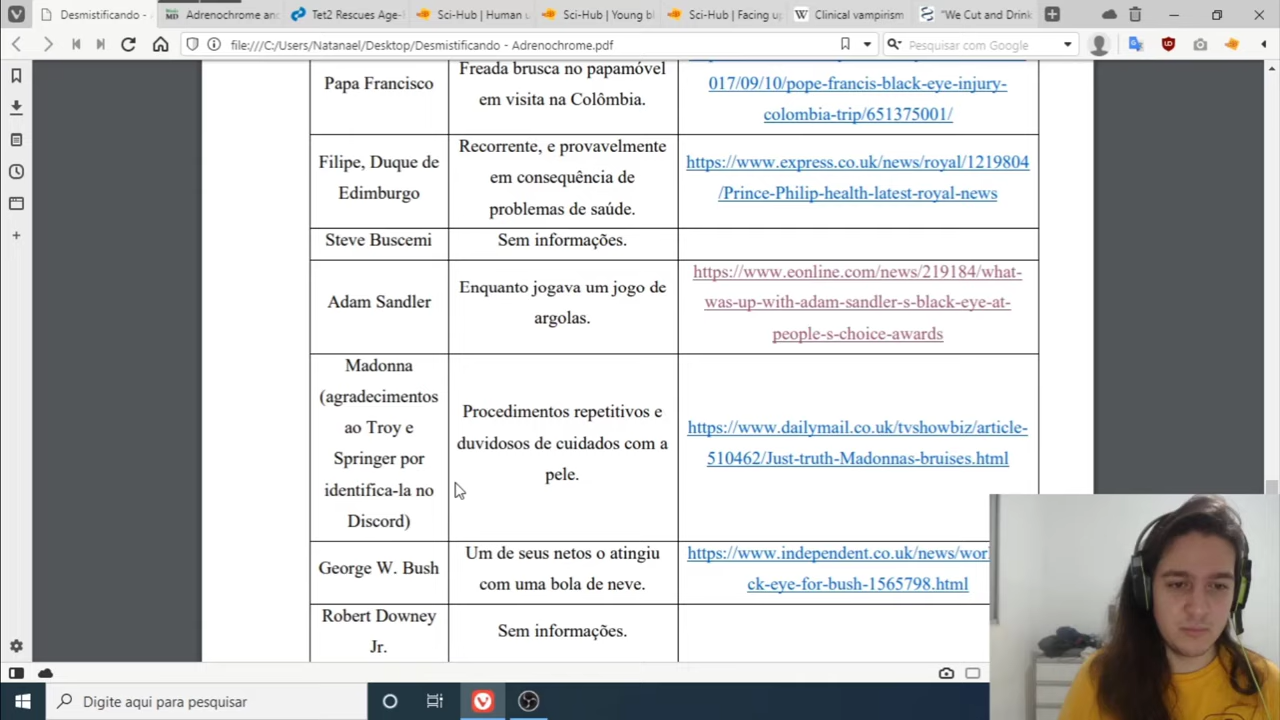 Desmistificando -
Adrenochrome an
Tet2 Rescues Age-
Sci-Hub | Human
Sci-Hub | Young bl
Sci-Hub | Facing u
Clinical vampirism
"We Cut and Drink
file:///C:/Users/Natanael/Desktop/Desmistificando - Adrenochrome.pdf
Pesquisar com Google
Papa Francisco
Freada brusca no papamóvel
em visita na Colômbia.
017/09/10/pope-francis-black-eye-injury-
colombia-trip/651375001/
Filipe, Duque de
Edimburgo
Recorrente, e provavelmente
em consequência de
problemas de saúde.
https://www.express.co.uk/news/royal/1219804
/Prince-Philip-health-latest-royal-news
Steve Buscemi
Sem informações.
Adam Sandler
Enquanto jogava um jogo de
argolas.
https://www.eonline.com/news/219184/what-
was-up-with-adam-sandler-s-black-eye-at-
people-s-choice-awards
Madonna
(agradecimentos
ao Troy e
Springer por
identifica-la no
Discord)
Procedimentos repetitivos e
duvidosos de cuidados com a
pele.
https://www.dailymail.co.uk/tvshowbiz/article-
510462/Just-truth-Madonnas-bruises.html
George W. Bush
Um de seus netos o atingiu
com uma bola de neve.
https://www.independent.co.uk/news/wor
ck-eye-for-bush-1565798.html
Robert Downey
Jr.
Sem informações.
Digite aqui para pesquisar